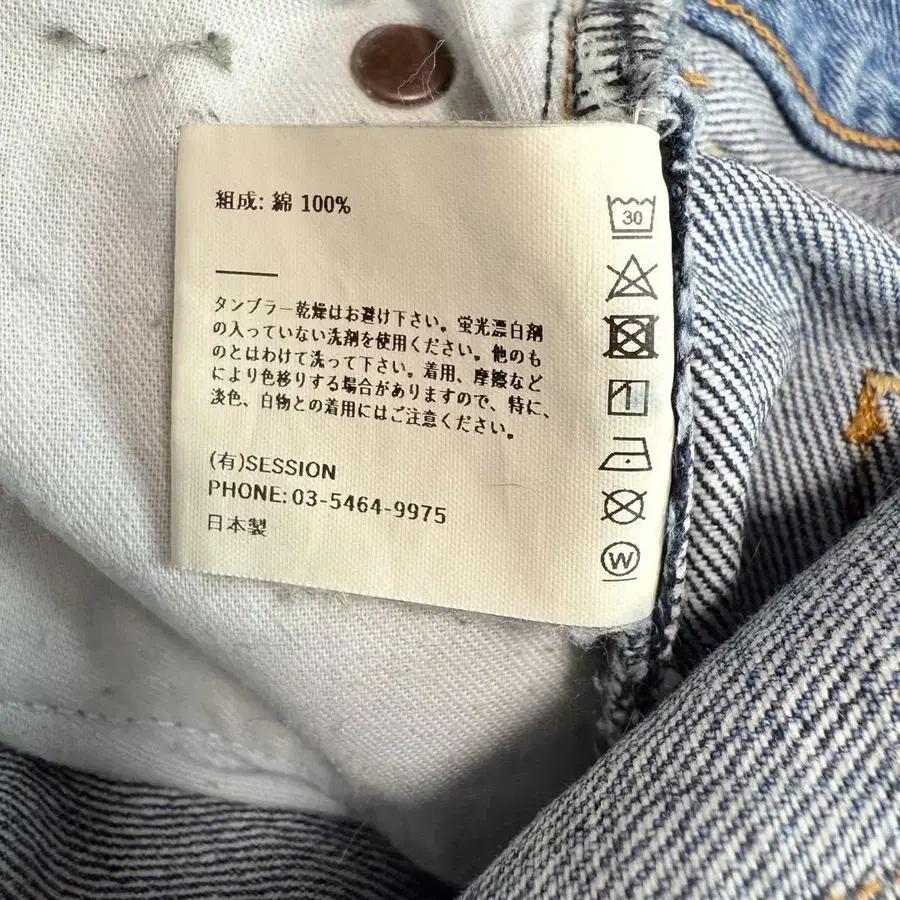 組成: 綿 100%
タンブラー乾燥はお避け下さい。蛍光漂白剤
の入っていない洗剤を使用ください。他のも
のとはわけて洗って下さい。着用、摩擦など
により色移りする場合がありますので、特に、
淡色、白物との着用にはご注意ください。
(有)SESSION
PHONE: 03-5464-9975
日本製
30
W